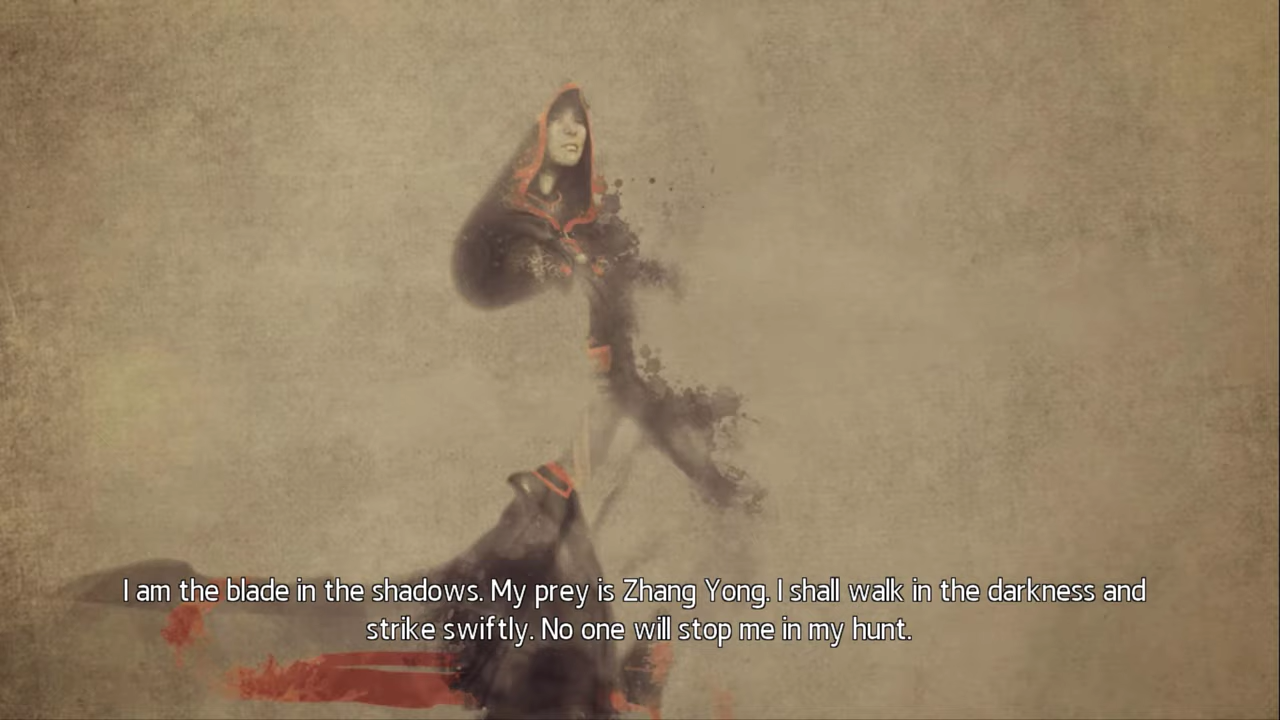 I am the blade in the shadows. My prey is Zhang Yong. I shall walk in the darkness and
strike swiftly. No one will stop me in my hunt.